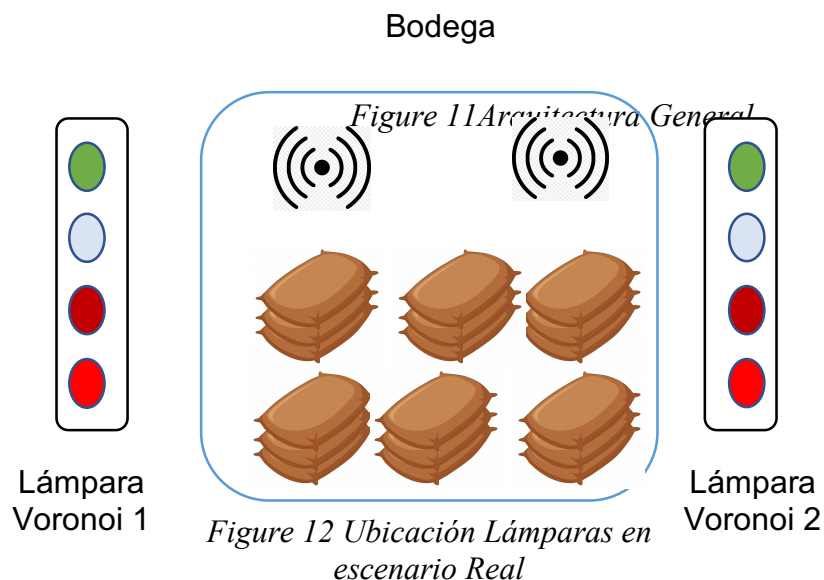 Bodega
Figure 11Arquitectura General
Lámpara
Voronoi 1
Lámpara
Voronoi 2
Figure 12 Ubicación Lámparas en
escenario Real